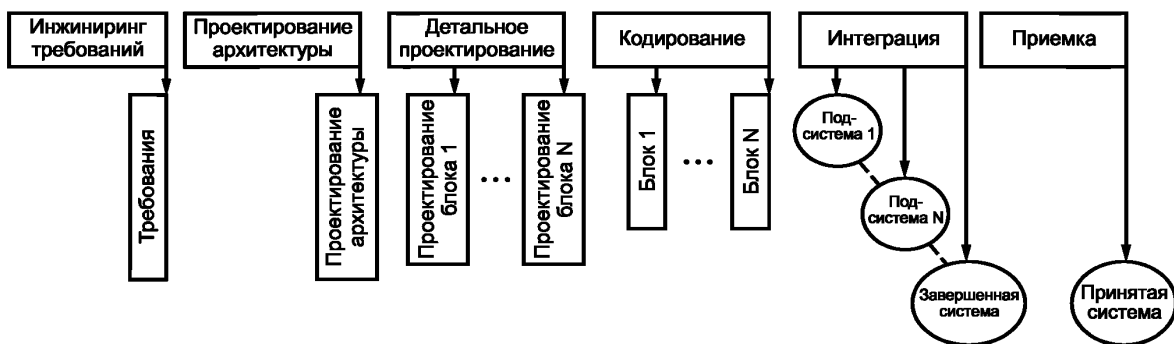 Инжиниринг
требований
Проектирование
архитектуры
Детальное
проектирование
Кодирование
Интеграция
Приемка
Требования
Проектирование
архитектуры
Проектирование
блока 1
...
Проектирование
блока N
Блок 1
...
Блок N
Под-
система 1
Под-
система N
Завершенная
система
Принятая
система